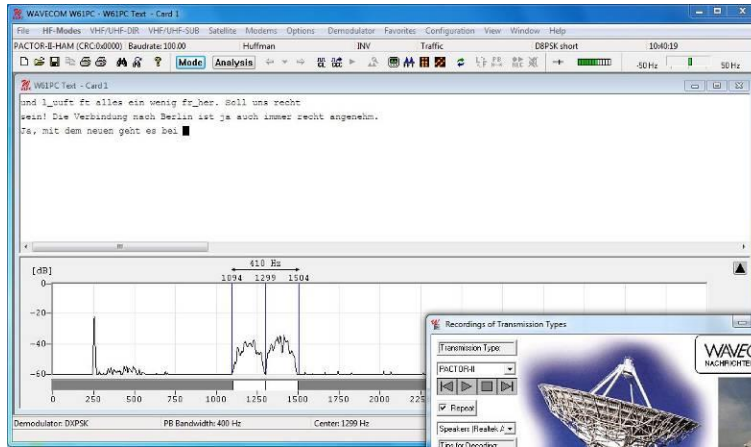 WAVECOM W61PC - W61PC Text - Card 1
File HF-Modes VHF/UHF-DIR VHF/UHF-SUB Satellite Modems Options Demodulator Favorites Configuration View Window Help
PACTOR-II-HAM (CRC:0x0000) Baudrate: 100.00 Huffman INV Traffic D8PSK short 10:40:19
Mode Analysis -50 Hz 50 Hz
W61PC Text - Card 1
und l_uuft ft alles ein wenig fr_her. Soll uns recht
sein! Die Verbindung nach Berlin ist ja auch immer recht angenehm.
Ja, mit dem neuen geht es bei
410 Hz
[dB] 1094 1299 1504
0
-20
-40
-60
0 250 500 750 1000 1250 1500 1750 2000 225
Demodulator: DXPSK PB Bandwidth: 400 Hz Center: 1299 Hz
Recordings of Transmission Types
Transmission Type:
WAVEC
NACHRICHTE
PACTOR-II
Repeat
Speakers (Realtek
Tips for Decoding: